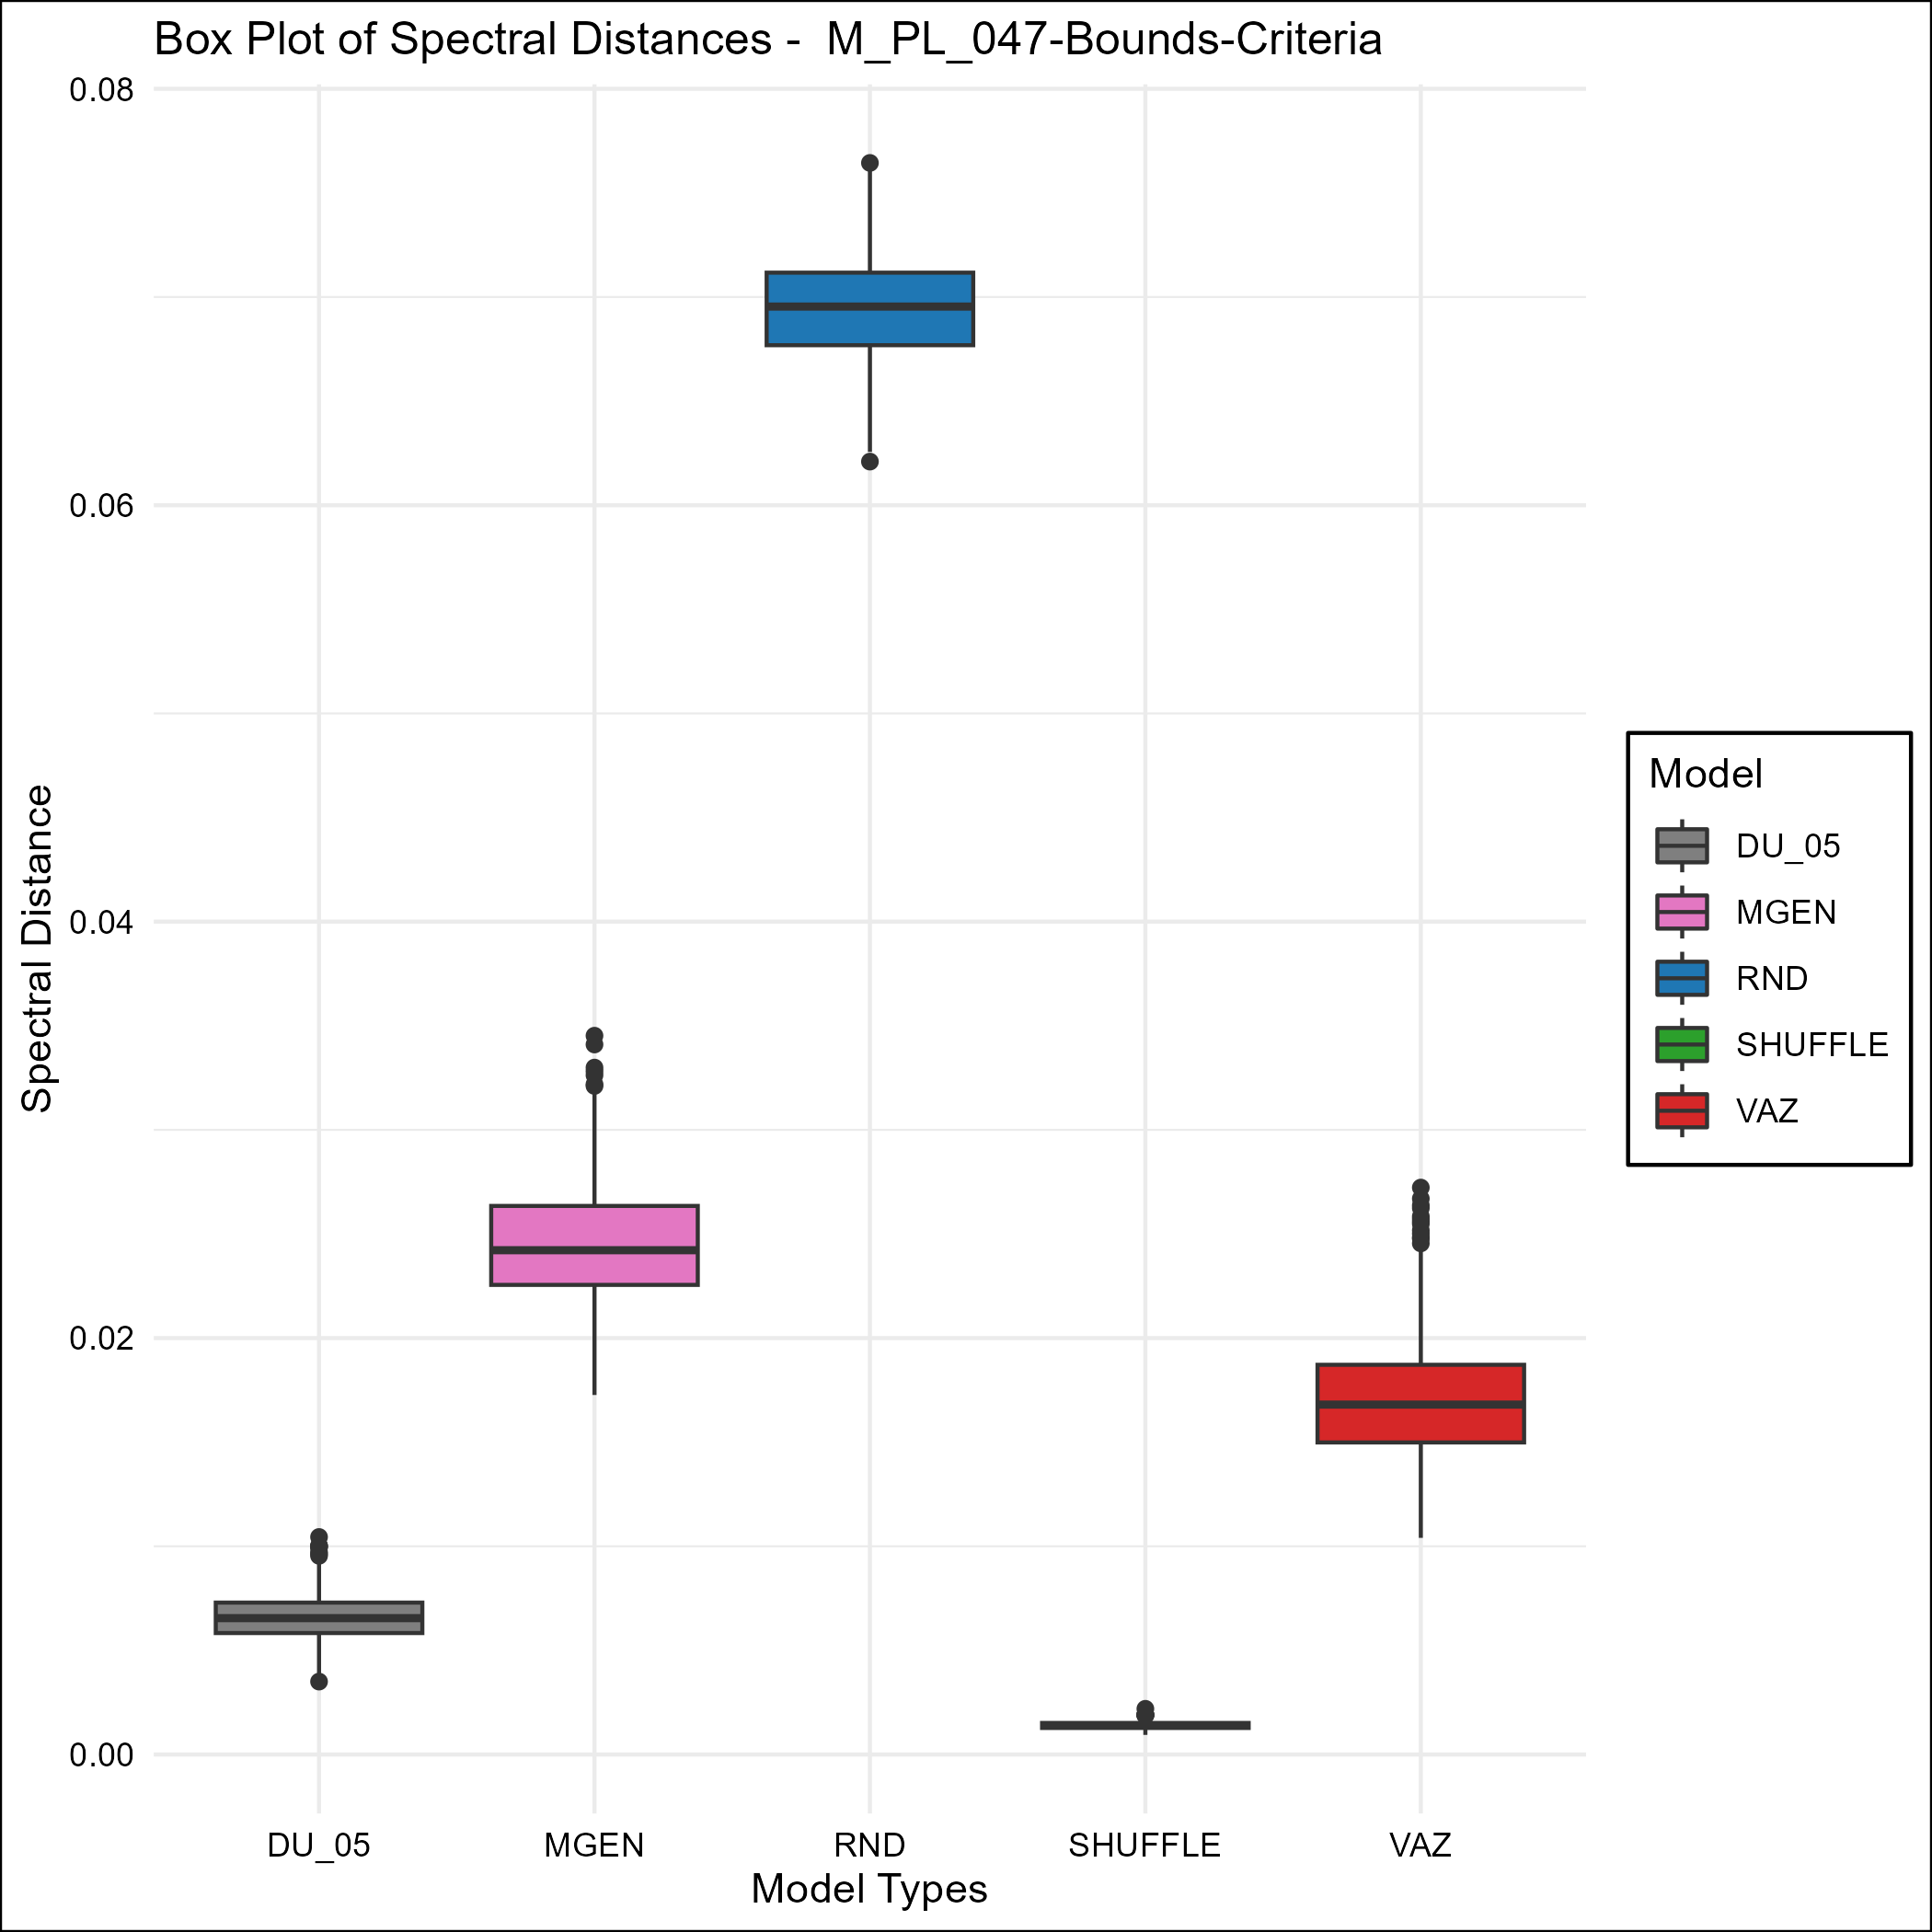 Box Plot of Spectral Distances -  M_PL_047-Bounds-Criteria
0.08
0.06
0.04
0.02
0.00
Spectral Distance
DU_05 MGEN RND SHUFFLE VAZ
Model Types
Model
DU_05
MGEN
RND
SHUFFLE
VAZ